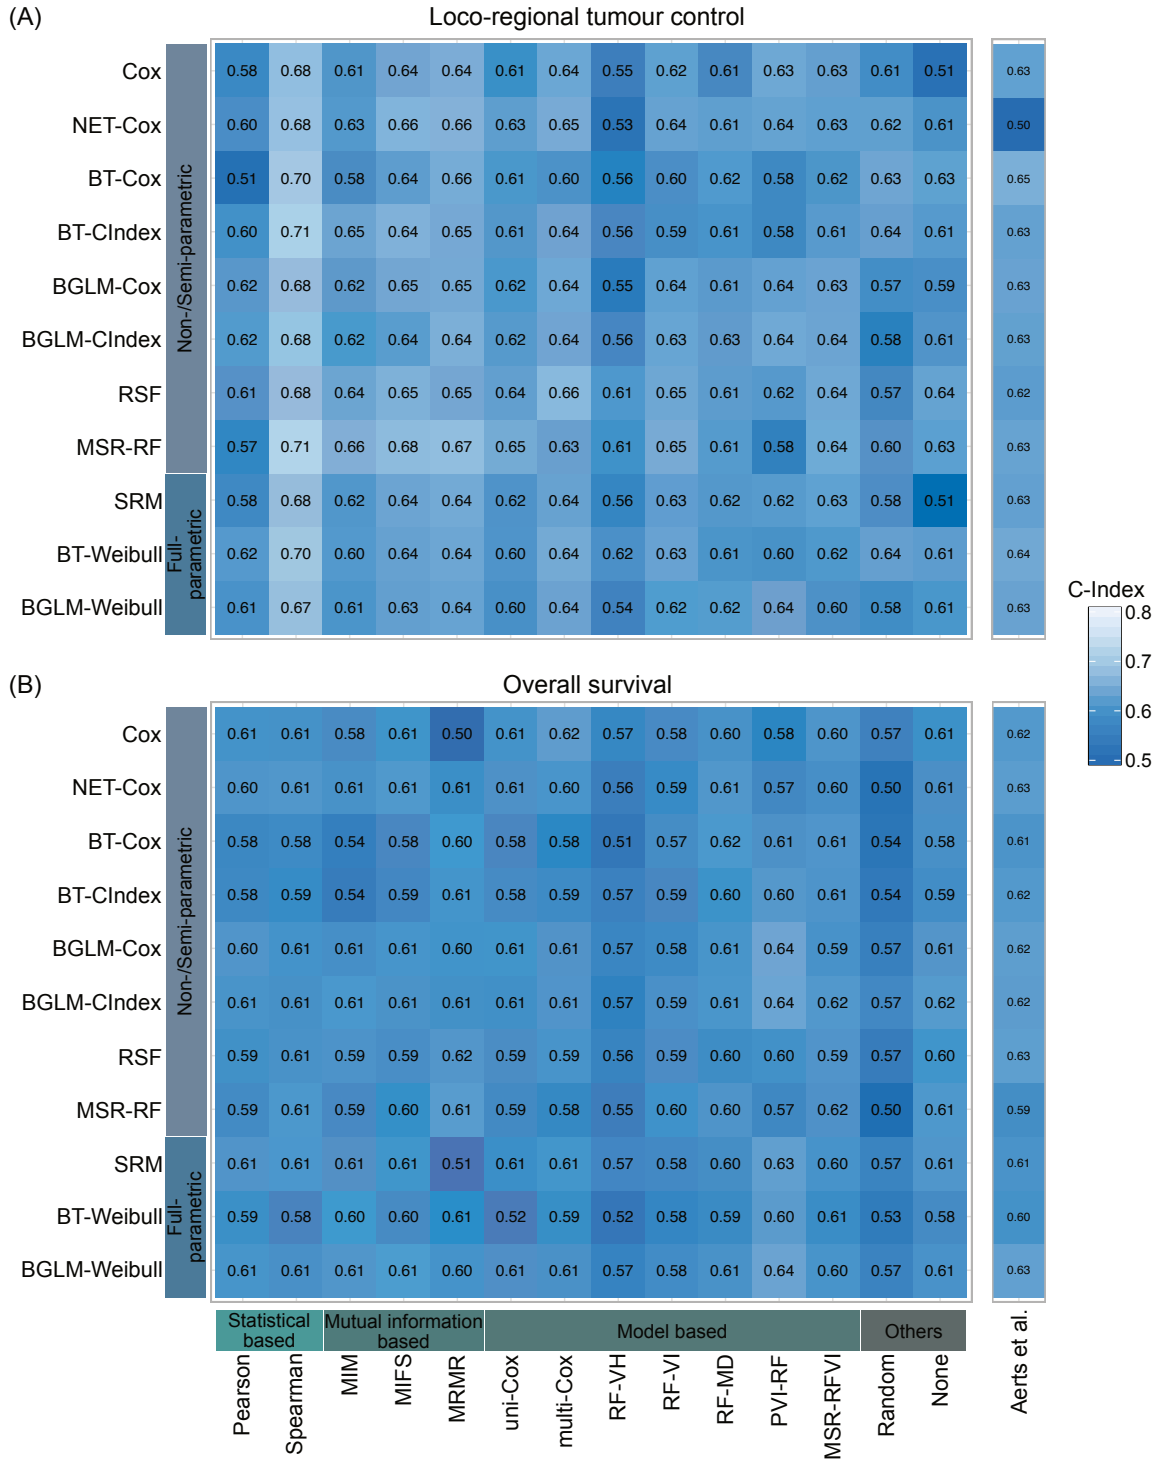 (A)
Loco-regional tumour control
Non-/Semi-parametric
Cox 0.58 0.68 0.61 0.64 0.64 0.61 0.64 0.55 0.62 0.61 0.63 0.63 0.61 0.51 0.63
NET-Cox 0.60 0.68 0.63 0.66 0.66 0.63 0.65 0.53 0.64 0.61 0.64 0.63 0.62 0.61 0.50
BT-Cox 0.51 0.70 0.58 0.64 0.66 0.61 0.60 0.56 0.60 0.62 0.58 0.62 0.63 0.63 0.65
BT-CIndex 0.60 0.71 0.65 0.64 0.65 0.61 0.64 0.56 0.59 0.61 0.58 0.61 0.64 0.61 0.63
BGLM-Cox 0.62 0.68 0.62 0.65 0.65 0.62 0.64 0.55 0.64 0.61 0.64 0.63 0.57 0.59 0.63
BGLM-CIndex 0.62 0.68 0.62 0.64 0.64 0.62 0.64 0.56 0.63 0.63 0.64 0.64 0.58 0.61 0.63
RSF 0.61 0.68 0.64 0.65 0.65 0.64 0.66 0.61 0.65 0.61 0.62 0.64 0.57 0.64 0.62
MSR-RF 0.57 0.71 0.66 0.68 0.67 0.65 0.63 0.61 0.65 0.61 0.58 0.64 0.60 0.63 0.63
Full-
parametric
SRM 0.58 0.68 0.62 0.64 0.64 0.62 0.64 0.56 0.63 0.62 0.62 0.63 0.58 0.51 0.63
BT-Weibull 0.62 0.70 0.60 0.64 0.64 0.60 0.64 0.62 0.63 0.61 0.60 0.62 0.64 0.61 0.64
BGLM-Weibull 0.61 0.67 0.61 0.63 0.64 0.60 0.64 0.54 0.62 0.62 0.64 0.60 0.58 0.61 0.63
C-Index
0.8
0.7
0.6
0.5
(B)
Overall survival
Non-/Semi-parametric
Cox 0.61 0.61 0.58 0.61 0.50 0.61 0.62 0.57 0.58 0.60 0.58 0.60 0.57 0.61 0.62
NET-Cox 0.60 0.61 0.61 0.61 0.61 0.61 0.60 0.56 0.59 0.61 0.57 0.60 0.50 0.61 0.63
BT-Cox 0.58 0.58 0.54 0.58 0.60 0.58 0.58 0.51 0.57 0.62 0.61 0.61 0.54 0.58 0.61
BT-CIndex 0.58 0.59 0.54 0.59 0.61 0.58 0.59 0.57 0.59 0.60 0.60 0.61 0.54 0.59 0.62
BGLM-Cox 0.60 0.61 0.61 0.61 0.60 0.61 0.61 0.57 0.58 0.61 0.64 0.59 0.57 0.61 0.62
BGLM-CIndex 0.61 0.61 0.61 0.61 0.61 0.61 0.61 0.57 0.59 0.61 0.64 0.62 0.57 0.62 0.62
RSF 0.59 0.61 0.59 0.59 0.62 0.59 0.59 0.56 0.59 0.60 0.60 0.59 0.57 0.60 0.63
MSR-RF 0.59 0.61 0.59 0.60 0.61 0.59 0.58 0.55 0.60 0.60 0.57 0.62 0.50 0.61 0.59
Full-
parametric
SRM 0.61 0.61 0.61 0.61 0.51 0.61 0.61 0.57 0.58 0.60 0.63 0.60 0.57 0.61 0.61
BT-Weibull 0.59 0.58 0.60 0.60 0.61 0.52 0.59 0.52 0.58 0.59 0.60 0.61 0.53 0.58 0.60
BGLM-Weibull 0.61 0.61 0.61 0.61 0.60 0.61 0.61 0.57 0.58 0.61 0.64 0.60 0.57 0.61 0.63
Statistical
based
Mutual information
based
Model based
Others
Pearson
Spearman
MIM
MIFS
MRMR
uni-Cox
multi-Cox
RF-VH
RF-VI
RF-MD
PVI-RF
MSR-RFVI
Random
None
Aerts et al.